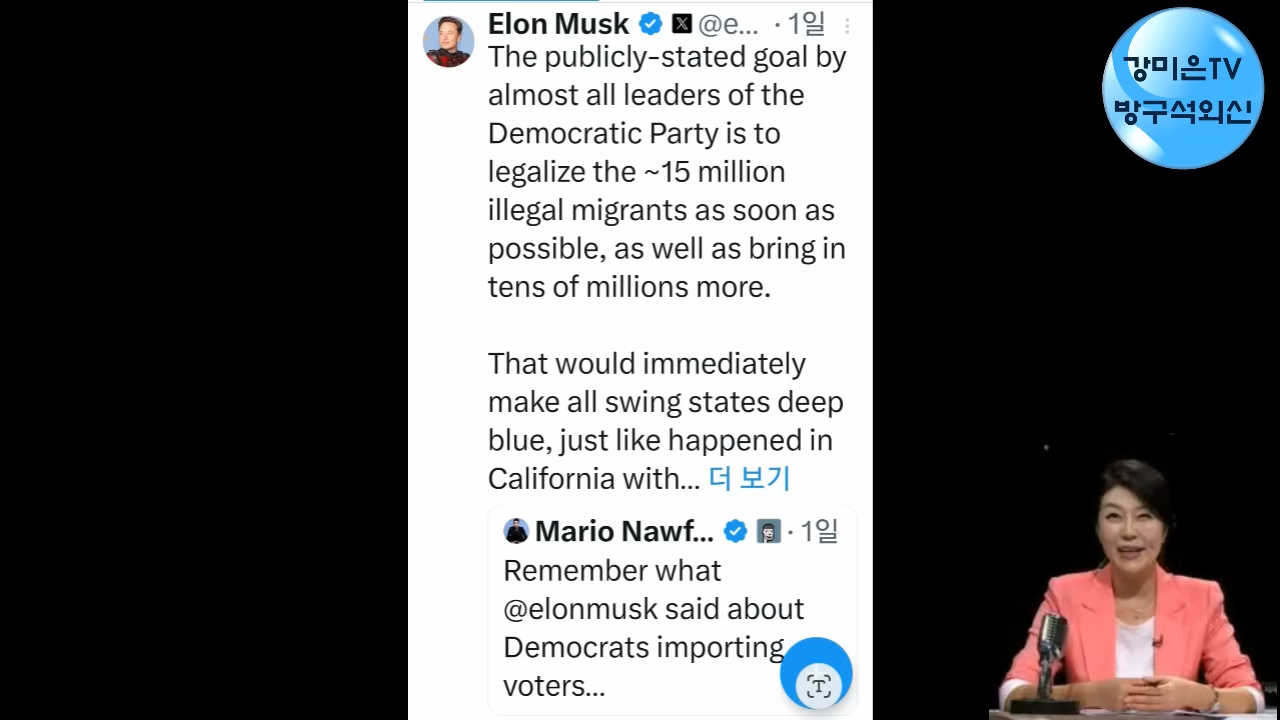 Elon Musk @e... · 1일
The publicly-stated goal by
almost all leaders of the
Democratic Party is to
legalize the ~15 million
illegal migrants as soon as
possible, as well as bring in
tens of millions more.
That would immediately
make all swing states deep
blue, just like happened in
California with... 더 보기
Mario Nawf... · 1일
Remember what
@elonmusk said about
Democrats importing
voters...
강미은TV
방구석외신